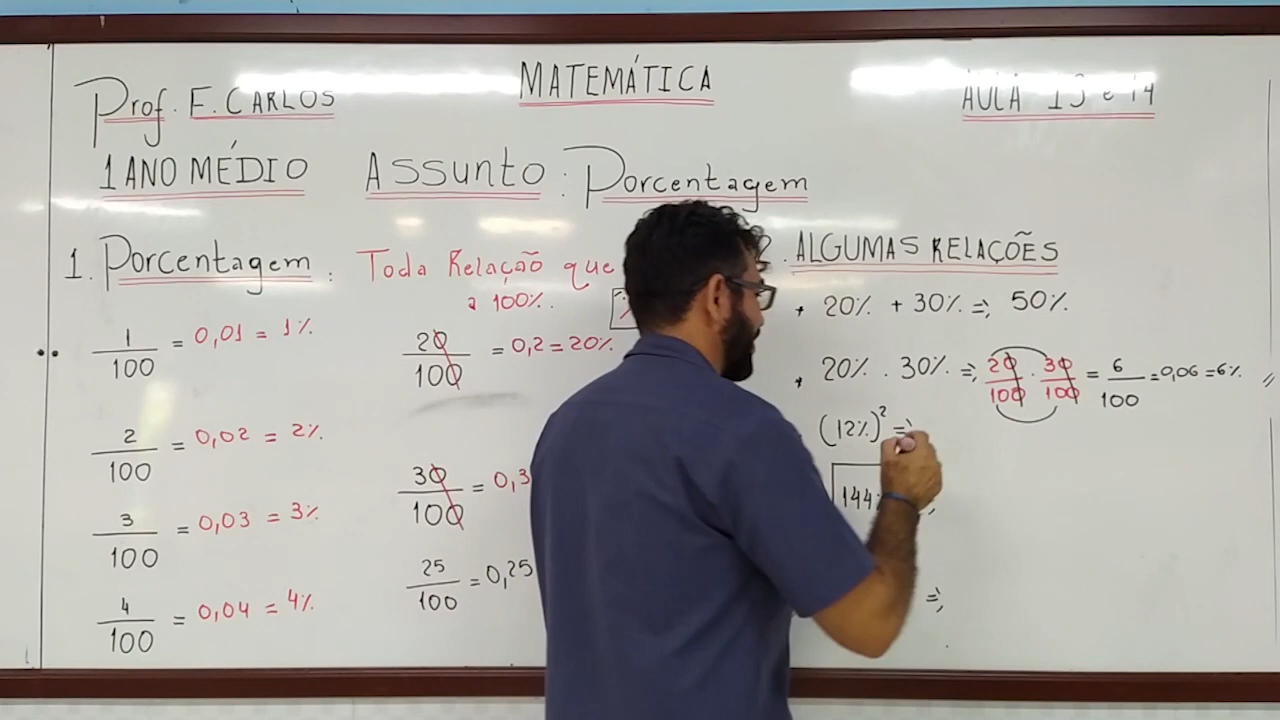 Prof. E. CARLOS
MATEMÁTICA
AULA 13 e 14
1 ANO MÉDIO
ASSUNTO: Porcentagem
1. Porcentagem: Toda Relação que
a 100%.
1/100 = 0,01 = 1%
2/100 = 0,02 = 2%
3/100 = 0,03 = 3%
4/100 = 0,04 = 4%
20/100 = 0,2 = 20%
30/100 = 0,3
25/100 = 0,25
2. ALGUMAS RELAÇÕES
* 20% + 30% => 50%
* 20% . 30% => 20/100 . 30/100 = 6/100 = 0,06 = 6% //
(12%)² =>
144
=>